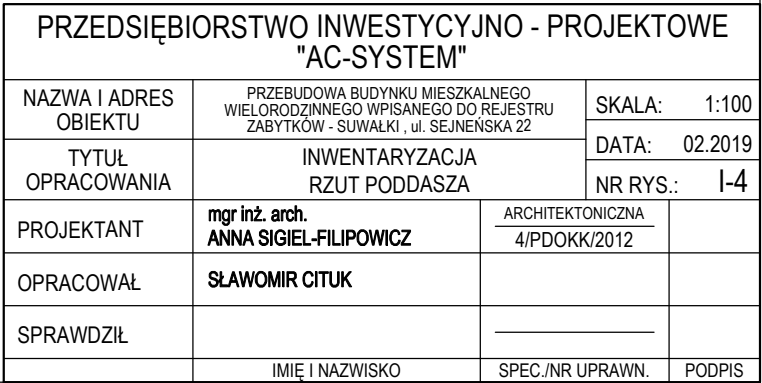 PRZEDSIĘBIORSTWO INWESTYCYJNO - PROJEKTOWE
"AC-SYSTEM"
NAZWA I ADRES
OBIEKTU
PRZEBUDOWA BUDYNKU MIESZKALNEGO
WIELORODZINNEGO WPISANEGO DO REJESTRU
ZABYTKÓW - SUWAŁKI , ul. SEJNEŃSKA 22
SKALA: 1:100
DATA: 02.2019
TYTUŁ
OPRACOWANIA
INWENTARYZACJA
RZUT PODDASZA
NR RYS.: I-4
PROJEKTANT
mgr inż. arch.
ANNA SIGIEL-FILIPOWICZ
ARCHITEKTONICZNA
4/PDOKK/2012
OPRACOWAŁ
SŁAWOMIR CITUK
SPRAWDZIŁ
IMIĘ I NAZWISKO
SPEC./NR UPRAWN.
PODPIS